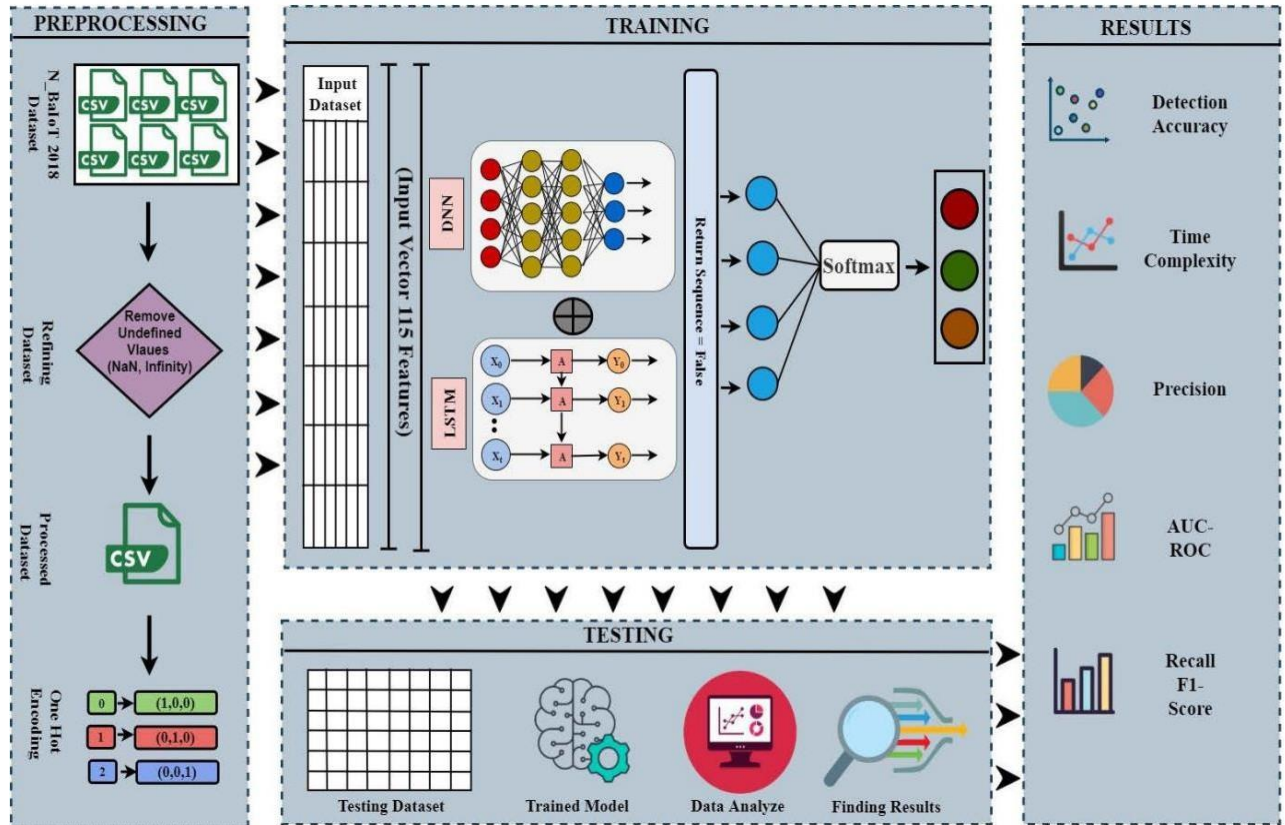 PREPROCESSING
N_BaIoT 2018
Dataset
CSV
CSV
CSV
CSV
CSV
CSV
Refining
Dataset
Remove
Undefined
Vlaues
(NaN, Infinity)
Processed
Dataset
CSV
One Hot
Encoding
0
(1,0,0)
1
(0,1,0)
2
(0,0,1)
TRAINING
Input
Dataset
(Input Vector 115 Features)
DNN
LSTM
X0
A
Y0
X1
A
Y1
Xt
A
Yt
Return Sequence = False
Softmax
TESTING
Testing Dataset
Trained Model
Data Analyze
Finding Results
RESULTS
Detection
Accuracy
Time
Complexity
Precision
AUC-
ROC
Recall
F1-
Score